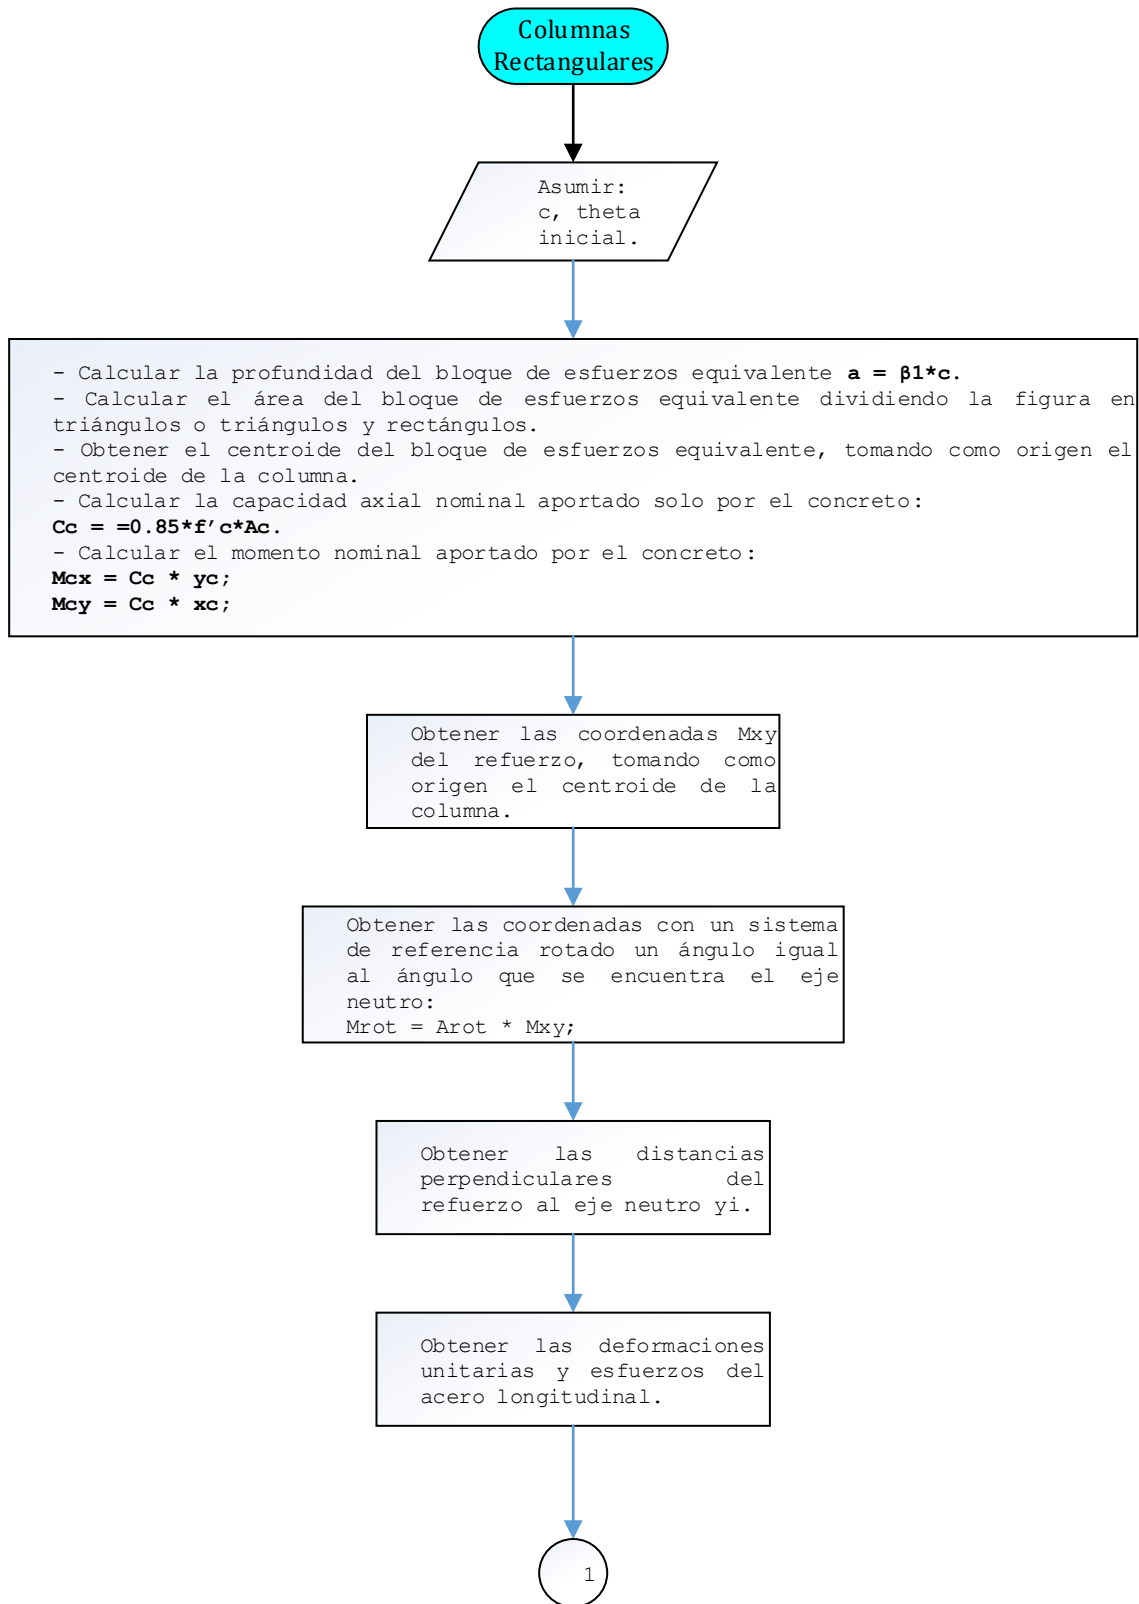 Columnas
Rectangulares
Asumir:
c, theta
inicial.
- Calcular la profundidad del bloque de esfuerzos equivalente a = β1*c.
- Calcular el área del bloque de esfuerzos equivalente dividiendo la figura en
triángulos o triángulos y rectángulos.
- Obtener el centroide del bloque de esfuerzos equivalente, tomando como origen el
centroide de la columna.
- Calcular la capacidad axial nominal aportado solo por el concreto:
Cc = =0.85*f’c*Ac.
- Calcular el momento nominal aportado por el concreto:
Mcx = Cc * yc;
Mcy = Cc * xc;
Obtener las coordenadas Mxy
del refuerzo, tomando como
origen el centroide de la
columna.
Obtener las coordenadas con un sistema
de referencia rotado un ángulo igual
al ángulo que se encuentra el eje
neutro:
Mrot = Arot * Mxy;
Obtener las distancias
perpendiculares del
refuerzo al eje neutro yi.
Obtener las deformaciones
unitarias y esfuerzos del
acero longitudinal.
1